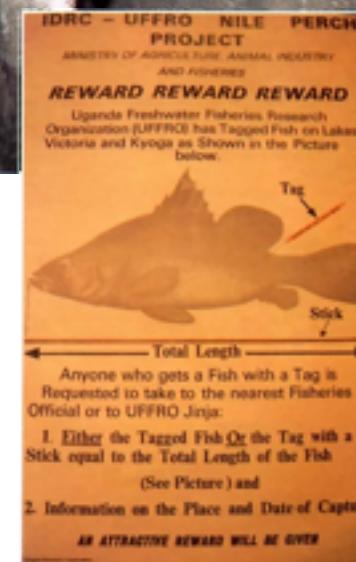 IDRC – UFFRO NILE PERCH
PROJECT
MINISTRY OF AGRICULTURE, ANIMAL INDUSTRY
AND FISHERIES
REWARD REWARD REWARD
Uganda Freshwater Fisheries Research
Organization (UFFRO) has Tagged Fish on Lakes
Victoria and Kyoga as Shown in the Picture
below.
Tag
Stick
Total Length
Anyone who gets a Fish with a Tag is
Requested to take to the nearest Fisheries
Official or to UFFRO Jinja:
1. Either the Tagged Fish Or the Tag with a
Stick equal to the Total Length of the Fish
(See Picture) and
2. Information on the Place and Date of Captu
AN ATTRACTIVE REWARD WILL BE GIVEN